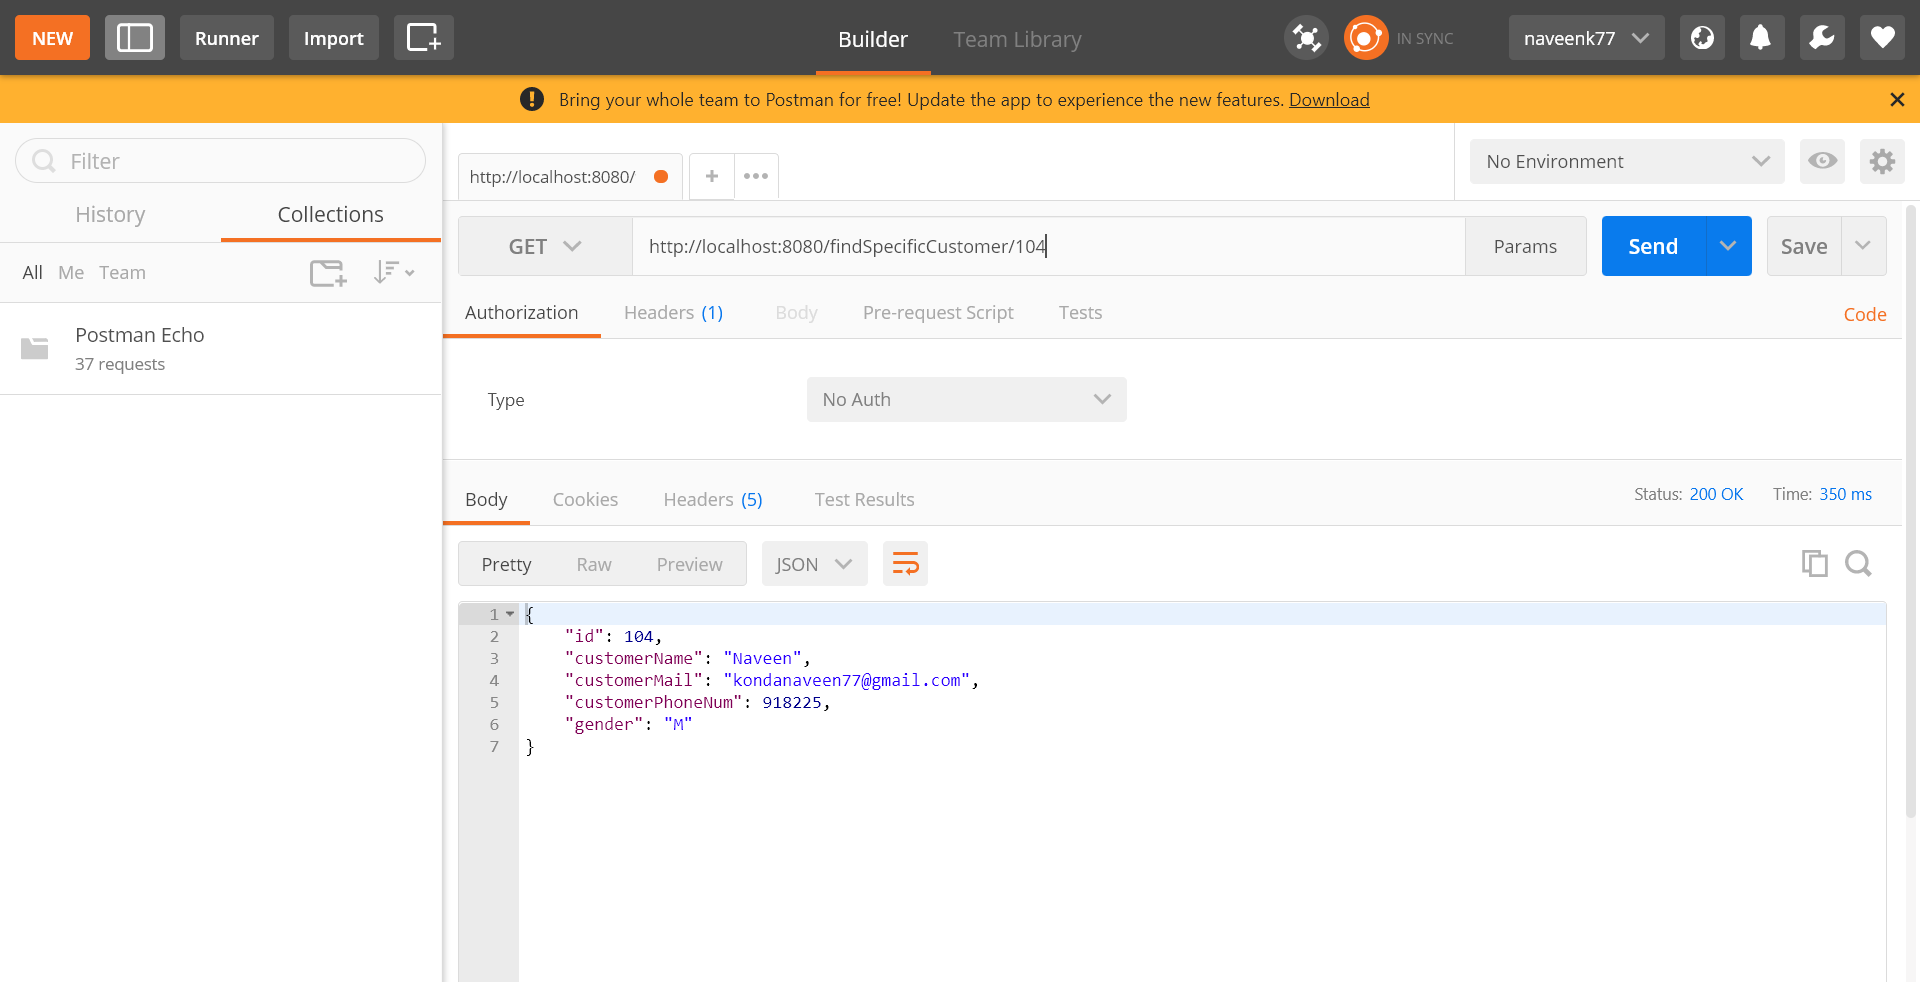 NEW Runner Import Builder Team Library IN SYNC naveenk77
Bring your whole team to Postman for free! Update the app to experience the new features. Download
Filter
History Collections
All Me Team
Postman Echo
37 requests
http://localhost:8080/ No Environment
GET http://localhost:8080/findSpecificCustomer/104 Params Send Save
Authorization Headers (1) Body Pre-request Script Tests Code
Type No Auth
Body Cookies Headers (5) Test Results Status: 200 OK Time: 350 ms
Pretty Raw Preview JSON
1 {
2 "id": 104,
3 "customerName": "Naveen",
4 "customerMail": "kondanaveen77@gmail.com",
5 "customerPhoneNum": 918225,
6 "gender": "M"
7 }